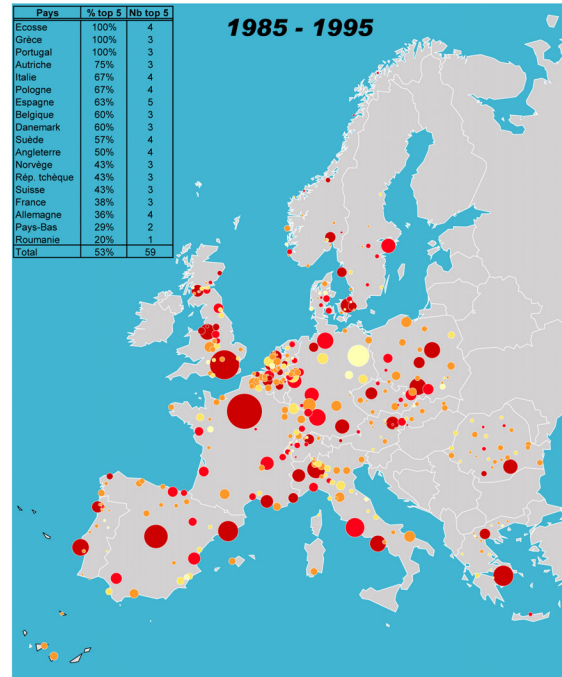 Pays % top 5 Nb top 5
Ecosse 100% 4
Grèce 100% 3
Portugal 100% 3
Autriche 75% 3
Italie 67% 4
Pologne 67% 4
Espagne 63% 5
Belgique 60% 3
Danemark 60% 3
Suède 57% 4
Angleterre 50% 4
Norvège 43% 3
Rép. tchèque 43% 3
Suisse 43% 3
France 38% 3
Allemagne 36% 4
Pays-Bas 29% 2
Roumanie 20% 1
Total 53% 59
1985 - 1995